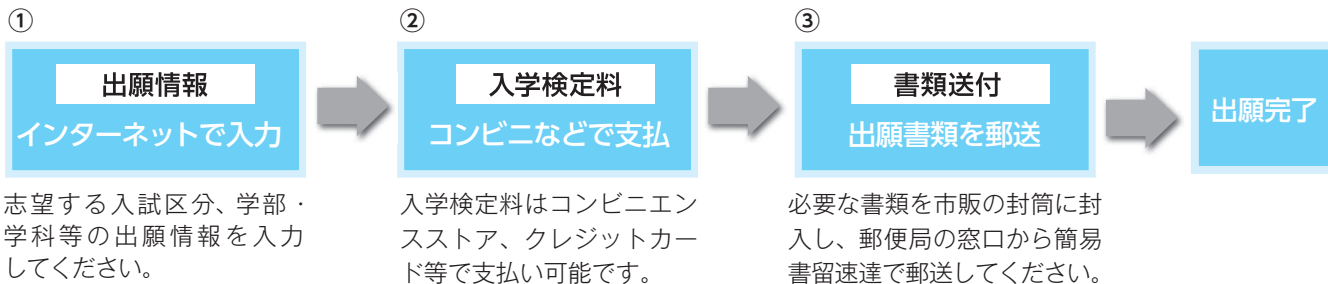 ①
出願情報
インターネットで入力
志望する入試区分、学部・
学科等の出願情報を入力
してください。
②
入学検定料
コンビニなどで支払
入学検定料はコンビニエン
スストア、クレジットカー
ド等で支払い可能です。
③
書類送付
出願書類を郵送
必要な書類を市販の封筒に封
入し、郵便局の窓口から簡易
書留速達で郵送してください。
出願完了